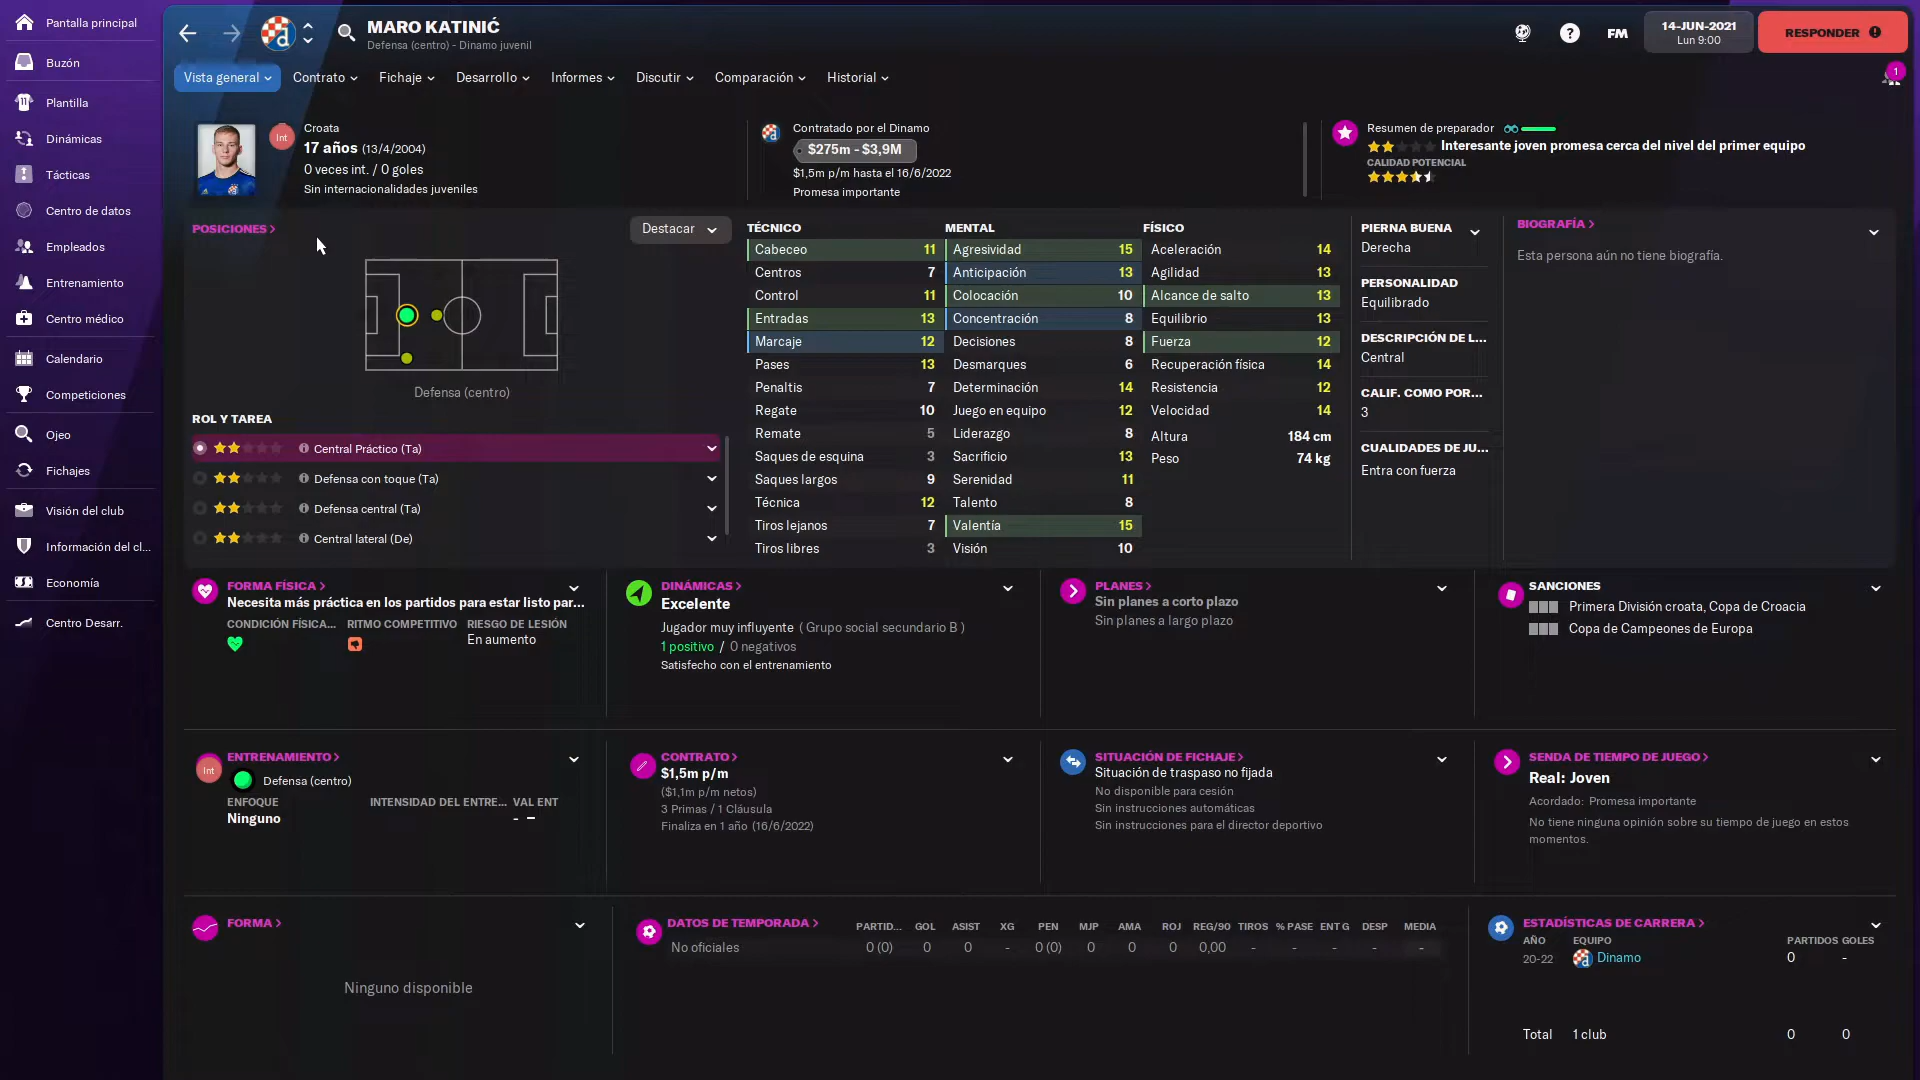 Pantalla principal
Buzón
Plantilla
Dinámicas
Tácticas
Centro de datos
Empleados
Entrenamiento
Centro médico
Calendario
Competiciones
Ojeo
Fichajes
Visión del club
Información del cl...
Economía
Centro Desarr.
MARO KATINIĆ
Defensa (centro) - Dinamo juvenil
FM
14-JUN-2021
Lun 9:00
RESPONDER
Vista general Contrato Fichaje Desarrollo Informes Discutir Comparación Historial
1
Int
Croata
17 años (13/4/2004)
0 veces int. / 0 goles
Sin internacionalidades juveniles
Contratado por el Dinamo
$275m - $3,9M
$1,5m p/m hasta el 16/6/2022
Promesa importante
Resumen de preparador
Interesante joven promesa cerca del nivel del primer equipo
CALIDAD POTENCIAL
POSICIONES >
Destacar
Defensa (centro)
ROL Y TAREA
Central Práctico (Ta)
Defensa con toque (Ta)
Defensa central (Ta)
Central lateral (De)
TÉCNICO
Cabeceo 11
Centros 7
Control 11
Entradas 13
Marcaje 12
Pases 13
Penaltis 7
Regate 10
Remate 5
Saques de esquina 3
Saques largos 9
Técnica 12
Tiros lejanos 7
Tiros libres 3
MENTAL
Agresividad 15
Anticipación 13
Colocación 10
Concentración 8
Decisiones 8
Desmarques 6
Determinación 14
Juego en equipo 12
Liderazgo 8
Sacrificio 13
Serenidad 11
Talento 8
Valentía 15
Visión 10
FÍSICO
Aceleración 14
Agilidad 13
Alcance de salto 13
Equilibrio 13
Fuerza 12
Recuperación física 14
Resistencia 12
Velocidad 14
Altura 184 cm
Peso 74 kg
PIERNA BUENA
Derecha
PERSONALIDAD
Equilibrado
DESCRIPCIÓN DE L...
Central
CALIF. COMO POR...
3
CUALIDADES DE JU...
Entra con fuerza
BIOGRAFÍA >
Esta persona aún no tiene biografía.
FORMA FÍSICA >
Necesita más práctica en los partidos para estar listo par...
CONDICIÓN FÍSICA... RITMO COMPETITIVO RIESGO DE LESIÓN
En aumento
DINÁMICAS >
Excelente
Jugador muy influyente ( Grupo social secundario B )
1 positivo / 0 negativos
Satisfecho con el entrenamiento
PLANES >
Sin planes a corto plazo
Sin planes a largo plazo
SANCIONES
Primera División croata, Copa de Croacia
Copa de Campeones de Europa
Int
ENTRENAMIENTO >
Defensa (centro)
ENFOQUE INTENSIDAD DEL ENTRE... VAL ENT
Ninguno - –
CONTRATO >
$1,5m p/m
($1,1m p/m netos)
3 Primas / 1 Cláusula
Finaliza en 1 año (16/6/2022)
SITUACIÓN DE FICHAJE >
Situación de traspaso no fijada
No disponible para cesión
Sin instrucciones automáticas
Sin instrucciones para el director deportivo
SENDA DE TIEMPO DE JUEGO >
Real: Joven
Acordado: Promesa importante
No tiene ninguna opinión sobre su tiempo de juego en estos
momentos.
FORMA >
Ninguno disponible
DATOS DE TEMPORADA > PARTID... GOL ASIST XG PEN MJP AMA ROJ REG/90 TIROS % PASE ENT G DESP MEDIA
No oficiales 0 (0) 0 0 - 0 (0) 0 0 0 0,00 - - - - -
ESTADÍSTICAS DE CARRERA >
AÑO EQUIPO PARTIDOS GOLES
20-22 Dinamo 0 -
Total 1 club 0 0